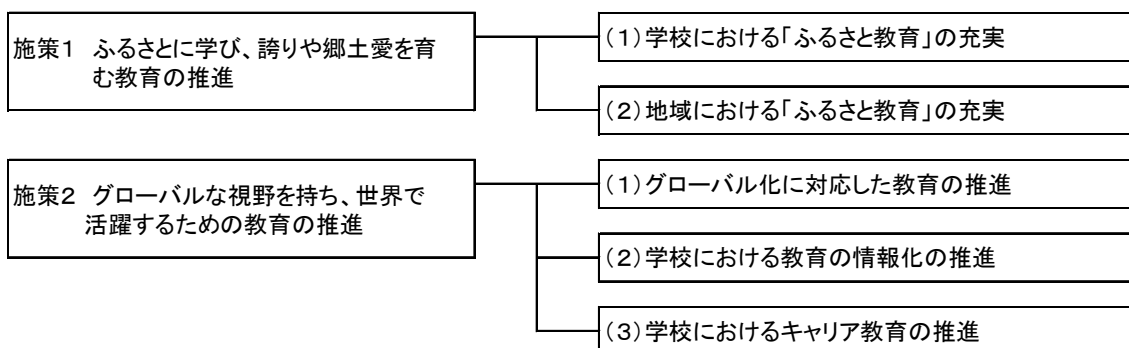 施策1 ふるさとに学び、誇りや郷土愛を育
む教育の推進
(1)学校における「ふるさと教育」の充実
(2)地域における「ふるさと教育」の充実
施策2 グローバルな視野を持ち、世界で
活躍するための教育の推進
(1)グローバル化に対応した教育の推進
(2)学校における教育の情報化の推進
(3)学校におけるキャリア教育の推進